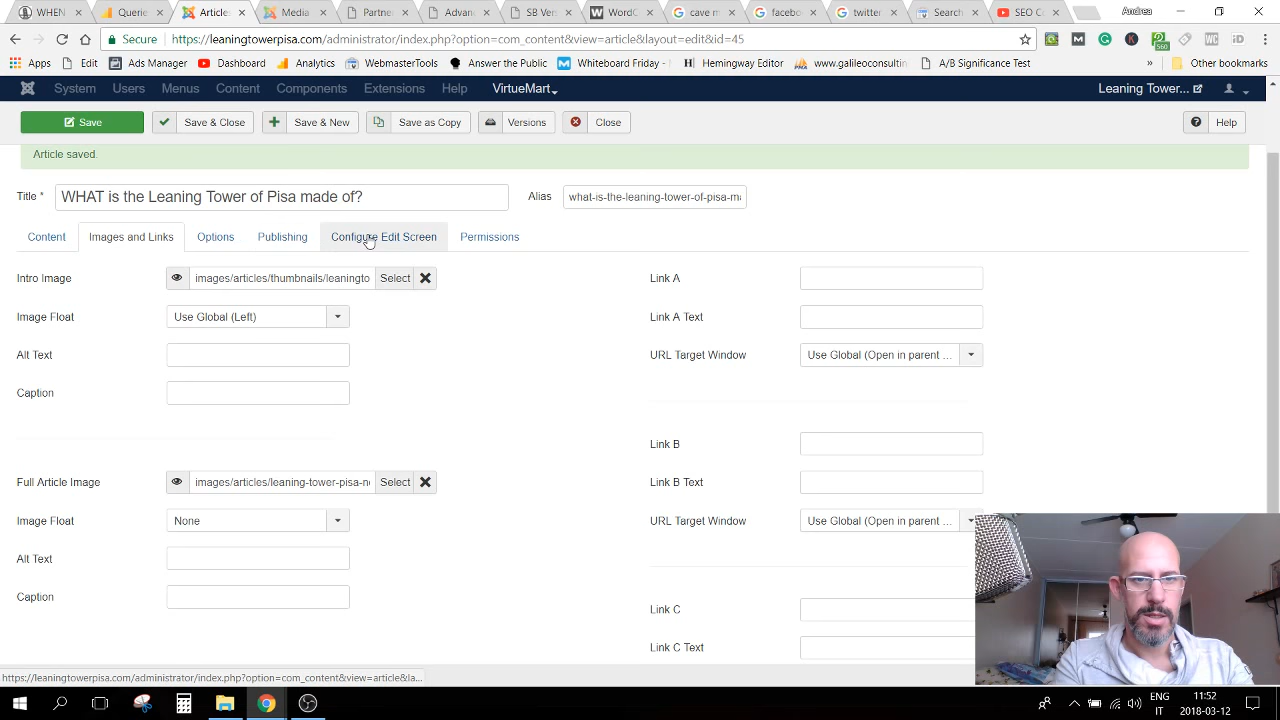 WHEN
Querie
Article
Media
Partner
Advan
SB Ver
WordC
cave m
facebo
twitter
Search
SEO C
Andrea
Secure
https://leaningtowerpisa.com/administrator/index.php?option=com_content&view=article&layout=edit&id=45
Apps
Edit
Ads Manager
Dashboard
Analytics
WebmasterTools
Answer the Public
Whiteboard Friday -
Hemingway Editor
www.galileoconsultin
A/B Significance Test
»
Other bookmarks
System Users Menus Content Components Extensions Help VirtueMart
Leaning Tower...
Save
Save & Close
Save & New
Save as Copy
Versions
Close
Help
Article saved.
Title * WHAT is the Leaning Tower of Pisa made of?
Alias what-is-the-leaning-tower-of-pisa-m
Content Images and Links Options Publishing Configure Edit Screen Permissions
Intro Image images/articles/thumbnails/leaningto Select
Link A
Image Float Use Global (Left)
Link A Text
Alt Text
URL Target Window Use Global (Open in parent ...
Caption
Link B
Full Article Image images/articles/leaning-tower-pisa-n Select
Link B Text
Image Float None
URL Target Window Use Global (Open in parent ...
Alt Text
Caption
Link C
Link C Text
https://leaningtowerpisa.com/administrator/index.php?option=com_content&view=article&la...
ENG
IT
11:52
2018-03-12